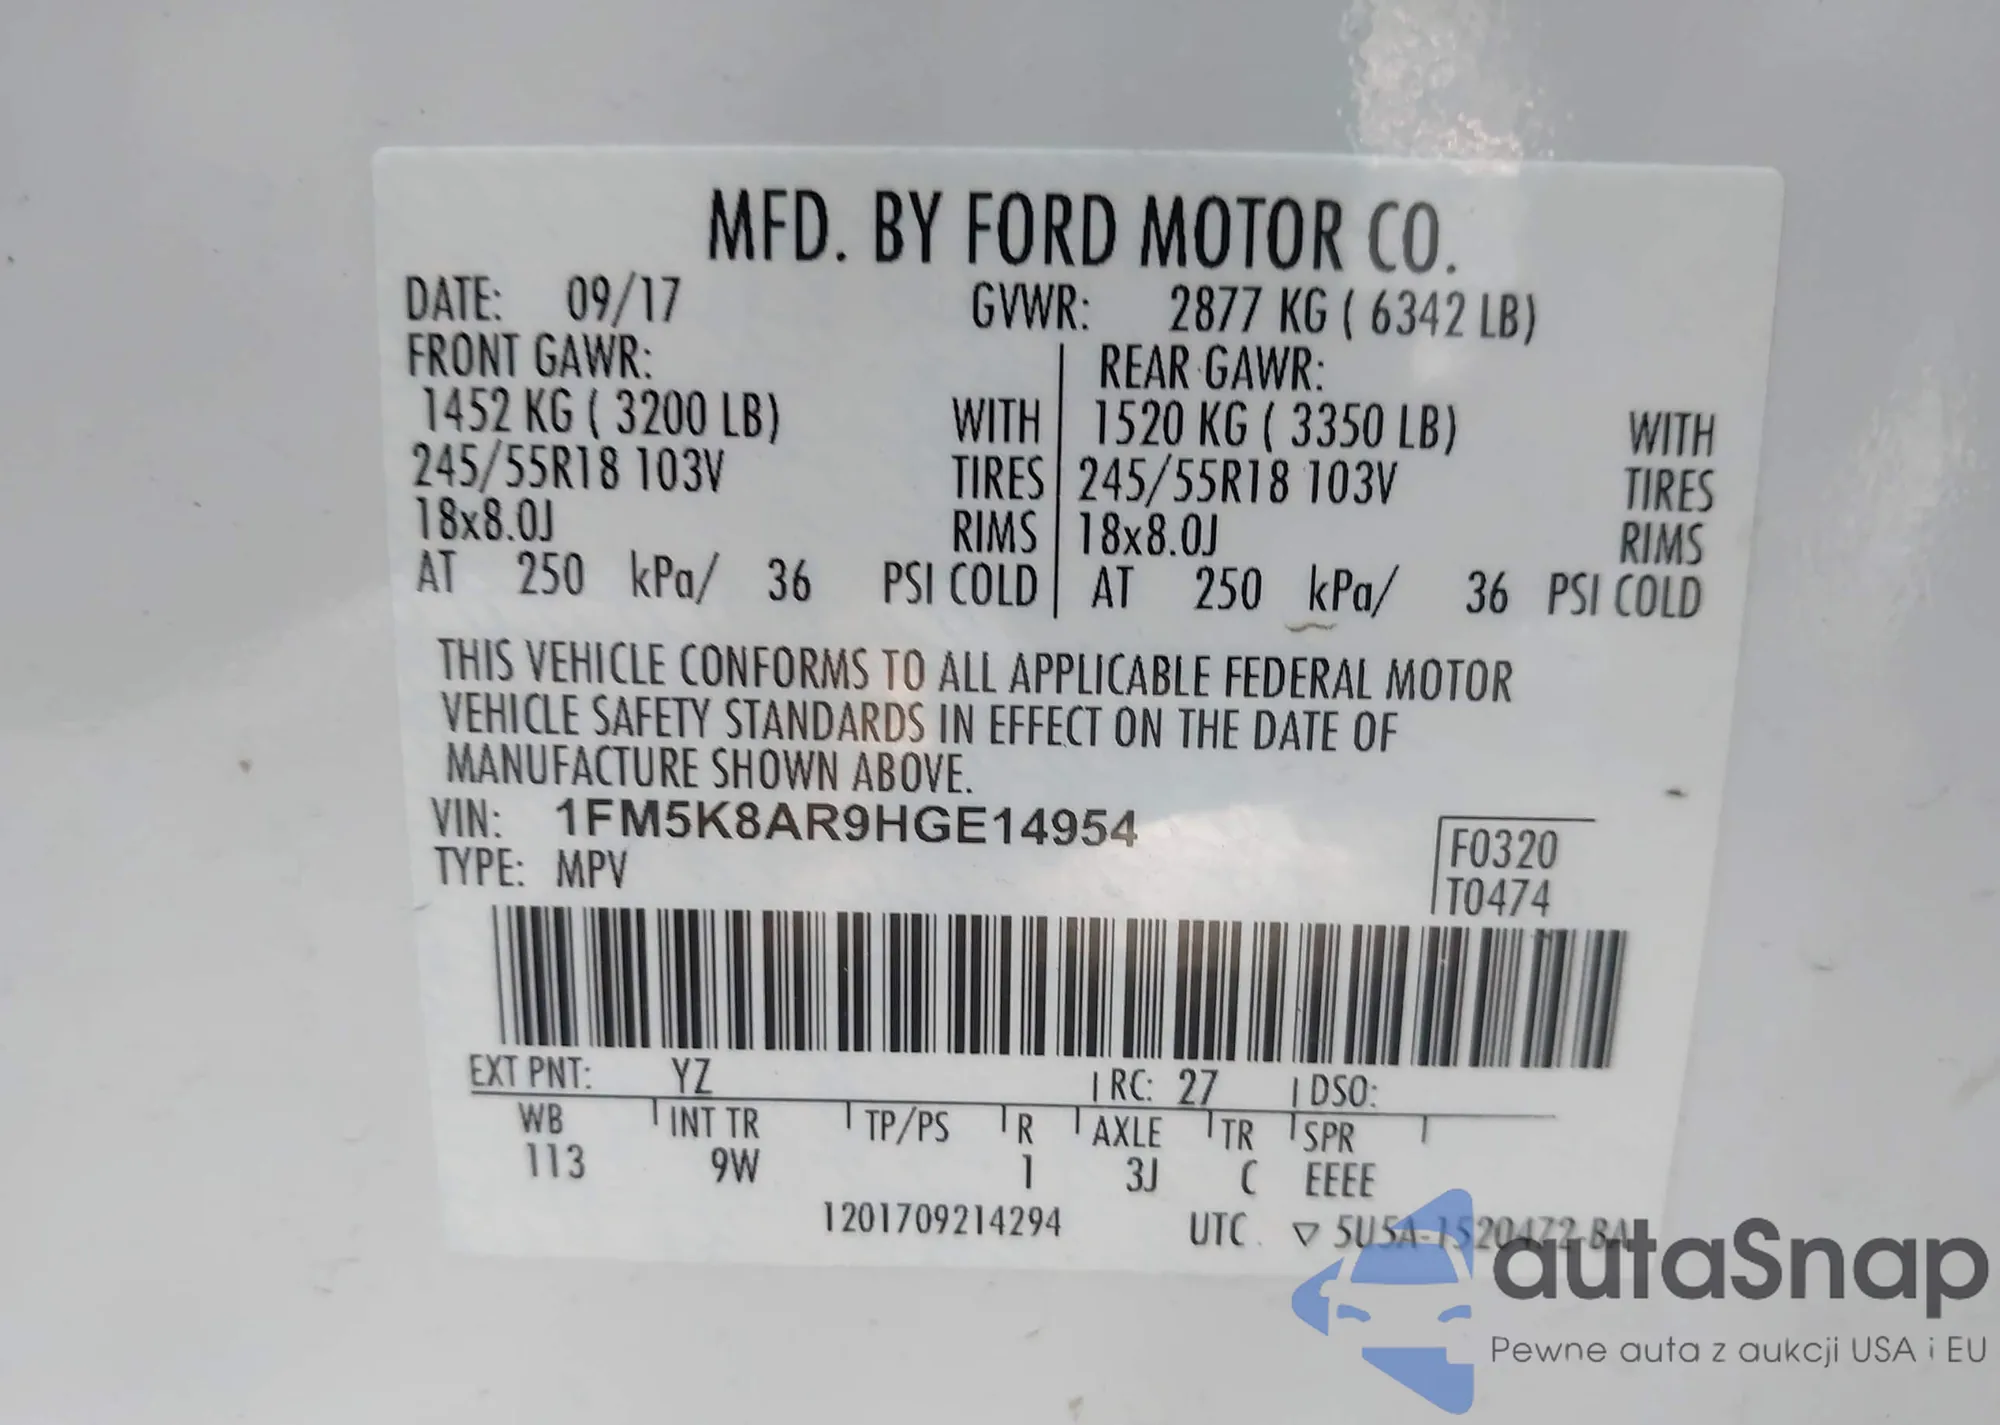 MFD. BY FORD MOTOR CO.
DATE: 09/17 GVWR: 2877 KG ( 6342 LB)
FRONT GAWR: REAR GAWR:
1452 KG ( 3200 LB) WITH 1520 KG ( 3350 LB) WITH
245/55R18 103V TIRES 245/55R18 103V TIRES
18x8.0J RIMS 18x8.0J RIMS
AT 250 kPa/ 36 PSI COLD AT 250 kPa/ 36 PSI COLD
THIS VEHICLE CONFORMS TO ALL APPLICABLE FEDERAL MOTOR
VEHICLE SAFETY STANDARDS IN EFFECT ON THE DATE OF
MANUFACTURE SHOWN ABOVE.
VIN: 1FM5K8AR9HGE14954
TYPE: MPV
F0320
T0474
EXT PNT: YZ RC: 27 DSO:
WB INT TR TP/PS R AXLE TR SPR
113 9W 1 3J C EEEE
1201709214294 UTC ▽ 5U5A-1520472-BA
autaSnap
Pewne auta z aukcji USA i EU